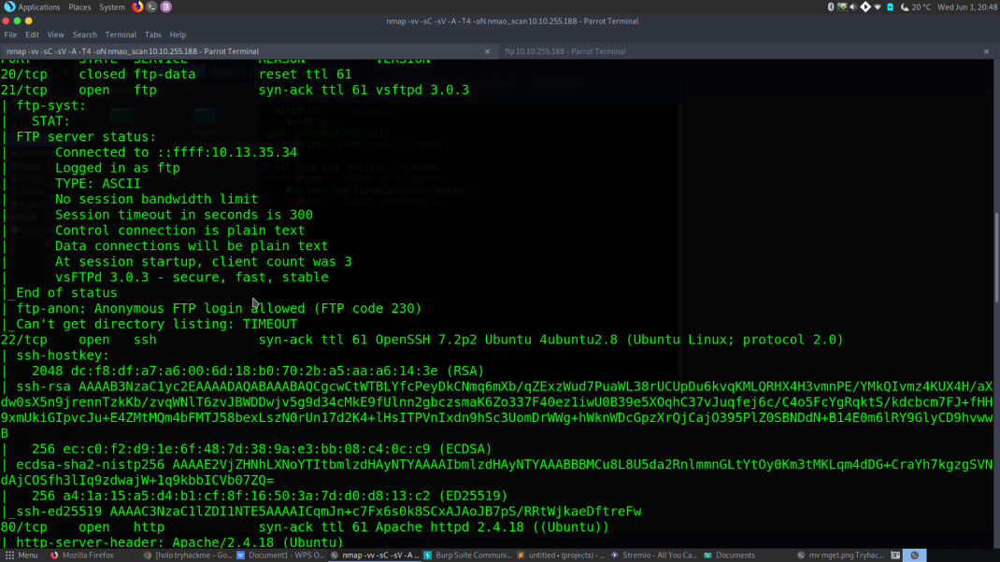 Applications Places System 20 °C Wed Jun 1, 20:48
nmap -vv -sC -sV -A -T4 -oN nmao_scan 10.10.255.188 - Parrot Terminal
File Edit View Search Terminal Tabs Help
nmap -vv -sC -sV -A -T4 -oN nmao_scan 10.10.255.188 - Parrot Terminal × ftp 10.10.255.188 - Parrot Terminal ×
PORT STATE SERVICE REASON VERSION
20/tcp closed ftp-data reset ttl 61
21/tcp open ftp syn-ack ttl 61 vsftpd 3.0.3
| ftp-syst:
| STAT:
| FTP server status:
| Connected to ::ffff:10.13.35.34
| Logged in as ftp
| TYPE: ASCII
| No session bandwidth limit
| Session timeout in seconds is 300
| Control connection is plain text
| Data connections will be plain text
| At session startup, client count was 3
| vsFTPd 3.0.3 - secure, fast, stable
|_End of status
| ftp-anon: Anonymous FTP login allowed (FTP code 230)
|_Can't get directory listing: TIMEOUT
22/tcp open ssh syn-ack ttl 61 OpenSSH 7.2p2 Ubuntu 4ubuntu2.8 (Ubuntu Linux; protocol 2.0)
| ssh-hostkey:
| 2048 dc:f8:df:a7:a6:00:6d:18:b0:70:2b:a5:aa:a6:14:3e (RSA)
| ssh-rsa AAAAB3NzaC1yc2EAAAADAQABAAABAQCgcwCtWTBLYfcPeyDkCNmq6mXb/qZExzWud7PuaWL38rUCUpDu6kvqKMLQRHX4H3vmnPE/YMkQIvmz4KUX4H/aX
dw0sX5n9jrennTzkKb/zvqWNlT6zvJBWDDwjv5g9d34cMkE9fUlnn2gbczsmaK6Zo337F40ez1iwU0B39e5XOqhC37vJuqfej6c/C4o5FcYgRqktS/kdcbcm7FJ+fHH
9xmUkiGIpvcJu+E4ZMtMQm4bFMTJ58bexLszN0rUn17d2K4+lHsITPVnIxdn9hSc3UomDrWWg+hWknWDcGpzXrQjCajO395PlZ0SBNDdN+B14E0m6lRY9GlyCD9hvww
B
| 256 ec:c0:f2:d9:1e:6f:48:7d:38:9a:e3:bb:08:c4:0c:c9 (ECDSA)
| ecdsa-sha2-nistp256 AAAAE2VjZHNhLXNoYTItbmlzdHAyNTYAAAAIbmlzdHAyNTYAAABBBMCu8L8U5da2RnlmmnGLtYtOy0Km3tMKLqm4dDG+CraYh7kgzgSVN
dAjCOSfh3lIq9zdwajW+1q9kbbICVb07ZQ=
| 256 a4:1a:15:a5:d4:b1:cf:8f:16:50:3a:7d:d0:d8:13:c2 (ED25519)
|_ssh-ed25519 AAAAC3NzaC1lZDI1NTE5AAAAICqmJn+c7Fx6s0k8SCxAJAoJB7pS/RRtWjkaeDftreFw
80/tcp open http syn-ack ttl 61 Apache httpd 2.4.18 ((Ubuntu))
| http-server-header: Apache/2.4.18 (Ubuntu)
Menu Mozilla Firefox [holo tryhackme - Go... Document1 - WPS O... nmap -vv -sC -sV -A ... Burp Suite Communi... untitled • (projects) - ... Stremio - All You Ca... Documents mv mget.png Tryhac...